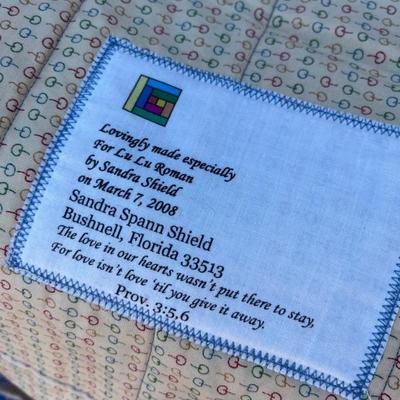 Lovingly made especially
For Lu Lu Roman
by Sandra Shield
on March 7, 2008
Sandra Spann Shield
Bushnell, Florida 33513
The love in our hearts wasn't put there to stay,
For love isn't love 'til you give it away.
Prov. 3:5.6